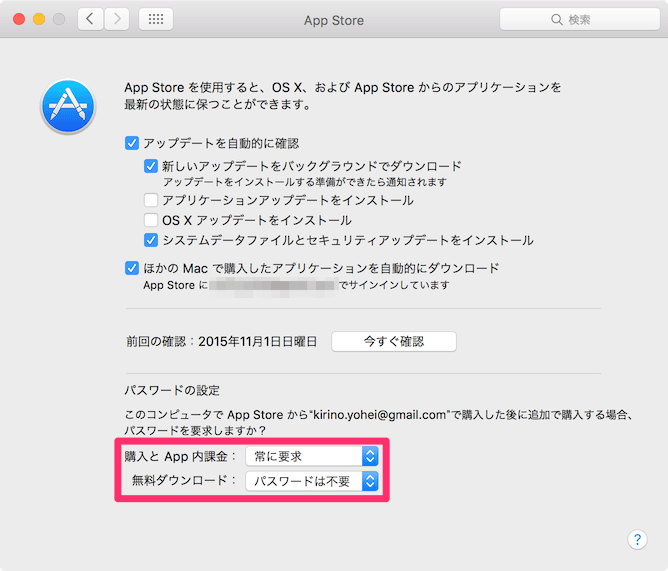 App Store
検索
App Store を使用すると、OS X、および App Store からのアプリケーションを
最新の状態に保つことができます。
アップデートを自動的に確認
新しいアップデートをバックグラウンドでダウンロード
アップデートをインストールする準備ができたら通知されます
アプリケーションアップデートをインストール
OS X アップデートをインストール
システムデータファイルとセキュリティアップデートをインストール
ほかの Mac で購入したアプリケーションを自動的にダウンロード
App Store に でサインインしています
前回の確認：2015年11月1日日曜日 今すぐ確認
パスワードの設定
このコンピュータで App Store から“kirino.yohei@gmail.com”で購入した後に追加で購入する場合、
パスワードを要求しますか？
購入と App 内課金： 常に要求
無料ダウンロード： パスワードは不要
?